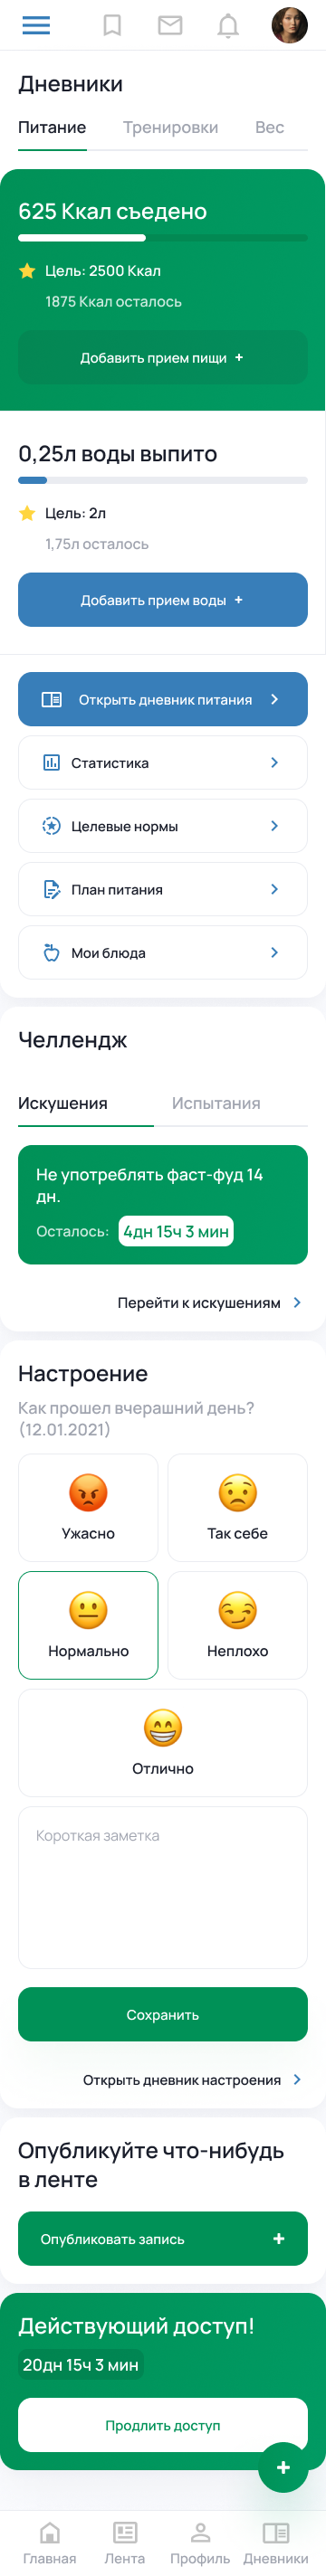 Дневники
Питание Тренировки Вес
625 Ккал съедено
Цель: 2500 Ккал
1875 Ккал осталось
Добавить прием пищи +
0,25л воды выпито
Цель: 2л
1,75л осталось
Добавить прием воды +
Открыть дневник питания
Статистика
Целевые нормы
План питания
Мои блюда
Челлендж
Искушения Испытания
Не употреблять фаст-фуд 14
дн.
Осталось: 4дн 15ч 3 мин
Перейти к искушениям
Настроение
Как прошел вчерашний день?
(12.01.2021)
Ужасно Так себе
Нормально Неплохо
Отлично
Короткая заметка
Сохранить
Открыть дневник настроения
Опубликуйте что-нибудь
в ленте
Опубликовать запись +
Действующий доступ!
20дн 15ч 3 мин
Продлить доступ
+
Главная Лента Профиль Дневники